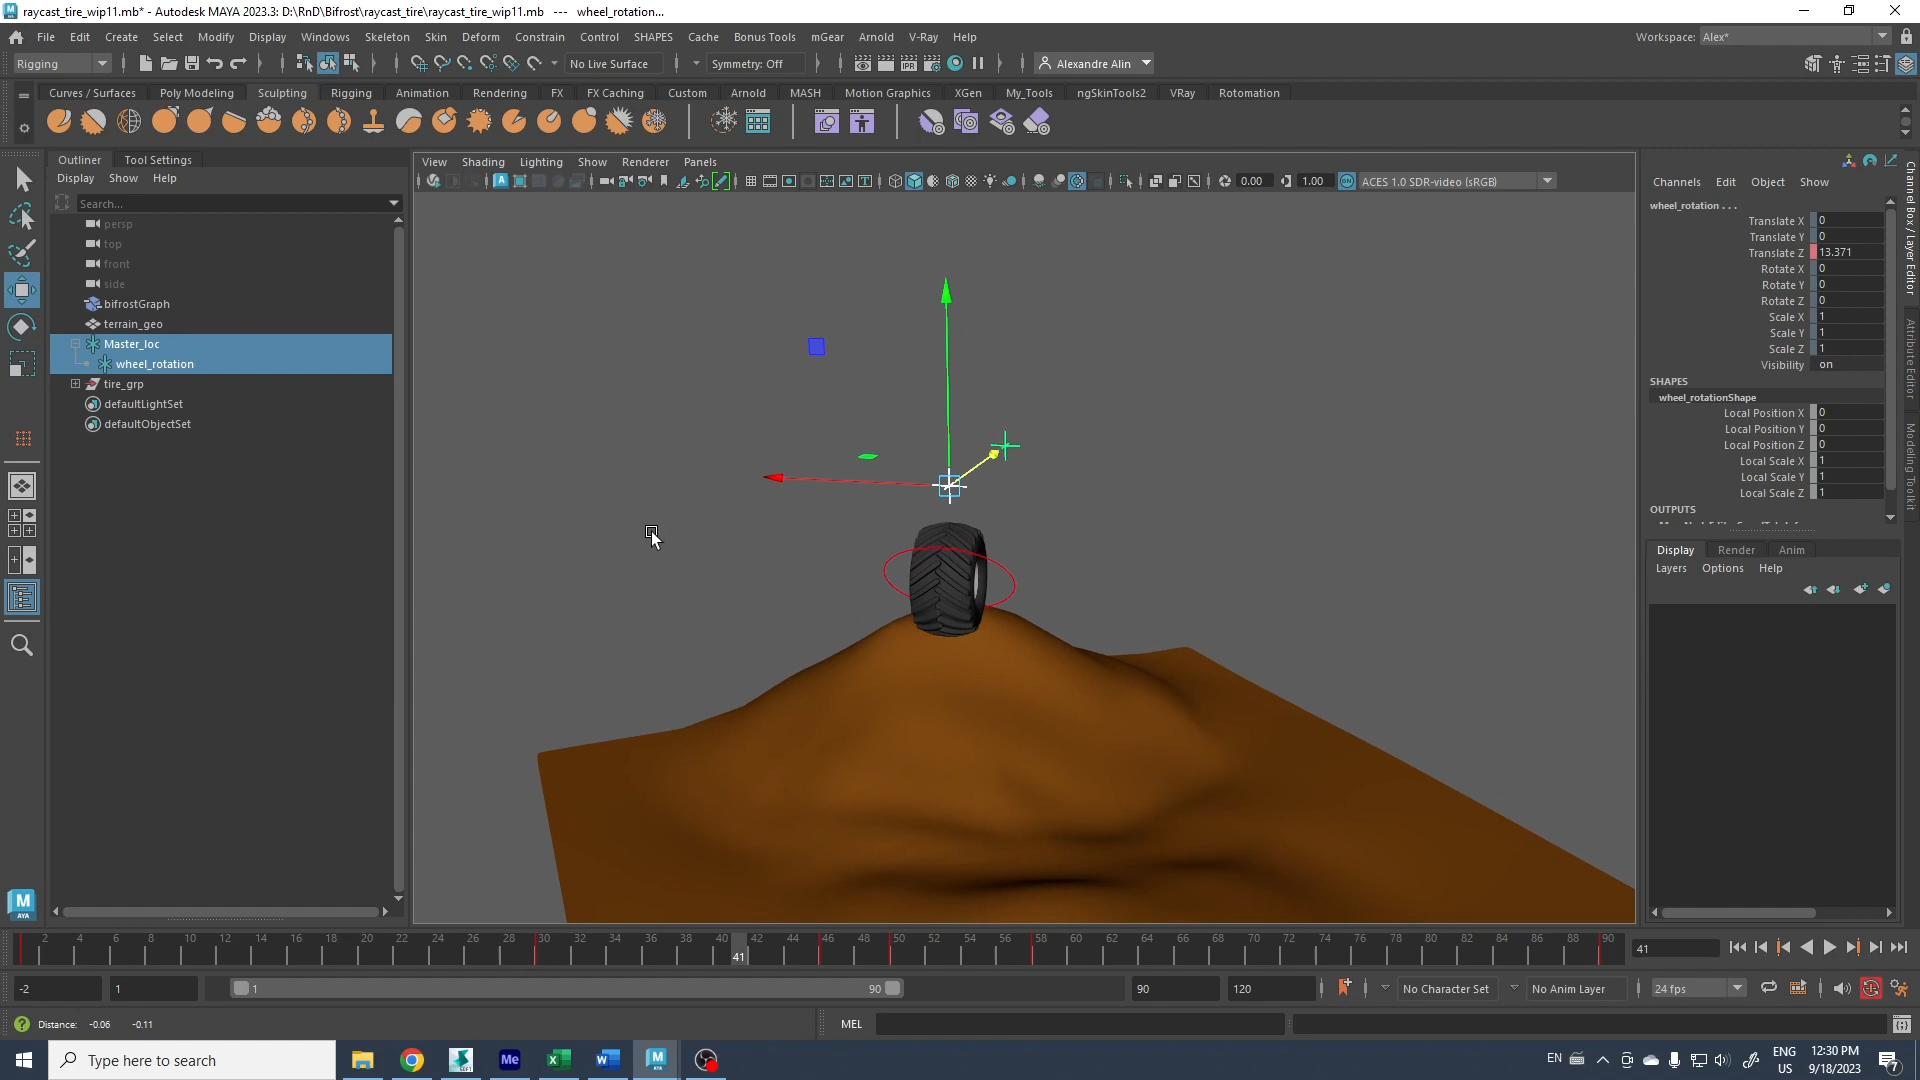 raycast_tire_wip11.mb* - Autodesk MAYA 2023.3: D:\RnD\Bifrost\raycast_tire\raycast_tire_wip11.mb --- wheel_rotation...
File Edit Create Select Modify Display Windows Skeleton Skin Deform Constrain Control SHAPES Cache Bonus Tools mGear Arnold V-Ray Help
Workspace: Alex*
Rigging
No Live Surface
Symmetry: Off
Alexandre Alin
Curves / Surfaces Poly Modeling Sculpting Rigging Animation Rendering FX FX Caching Custom Arnold MASH Motion Graphics XGen My_Tools ngSkinTools2 VRay Rotomation
Outliner Tool Settings
Display Show Help
Search...
persp
top
front
side
bifrostGraph
terrain_geo
Master_loc
wheel_rotation
tire_grp
defaultLightSet
defaultObjectSet
View Shading Lighting Show Renderer Panels
0.00 1.00 ACES 1.0 SDR-video (sRGB)
Channels Edit Object Show
wheel_rotation . . .
Translate X 0
Translate Y 0
Translate Z 13.371
Rotate X 0
Rotate Y 0
Rotate Z 0
Scale X 1
Scale Y 1
Scale Z 1
Visibility on
SHAPES
wheel_rotationShape
Local Position X 0
Local Position Y 0
Local Position Z 0
Local Scale X 1
Local Scale Y 1
Local Scale Z 1
OUTPUTS
Display Render Anim
Layers Options Help
Channel Box / Layer Editor
Attribute Editor
Modeling Toolkit
2 4 6 8 10 12 14 16 18 20 22 24 26 28 30 32 34 36 38 40 42 44 46 48 50 52 54 56 58 60 62 64 66 68 70 72 74 76 78 80 82 84 86 88 90
41
41
-2 1 1 90 90 120 No Character Set No Anim Layer 24 fps
Distance: -0.06 -0.11
MEL
Type here to search
EN
ENG
US
12:30 PM
9/18/2023
7